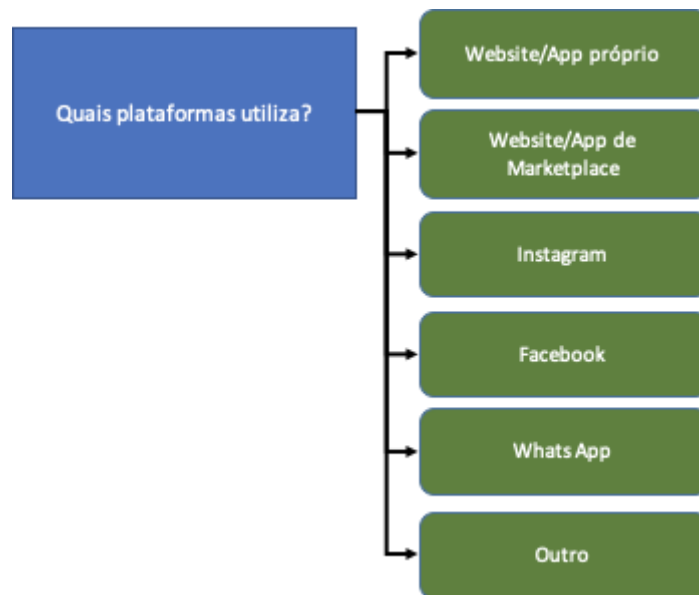 Quais plataformas utiliza?
Website/App próprio
Website/App de
Marketplace
Instagram
Facebook
Whats App
Outro